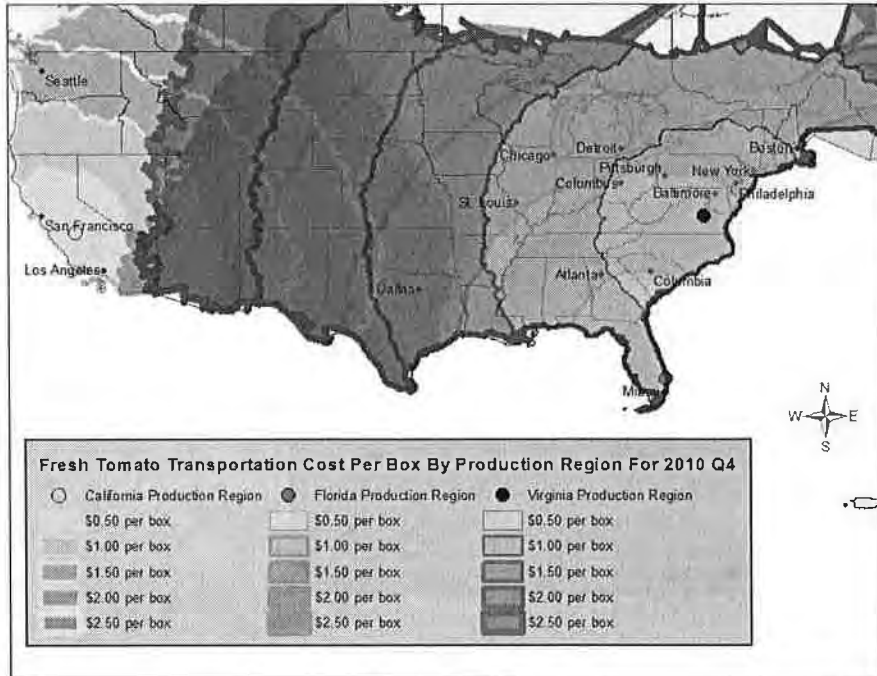 Seattle
San Francisco
Los Angeles
Dallas
Chicago
Detroit
Pittsburgh
Columbus
St. Louis
Boston
New York
Baltimore
Philadelphia
Atlanta
Columbia
Miami
N
W E
S
Fresh Tomato Transportation Cost Per Box By Production Region For 2010 Q4
California Production Region Florida Production Region Virginia Production Region
$0.50 per box $0.50 per box $0.50 per box
$1.00 per box $1.00 per box $1.00 per box
$1.50 per box $1.50 per box $1.50 per box
$2.00 per box $2.00 per box $2.00 per box
$2.50 per box $2.50 per box $2.50 per box